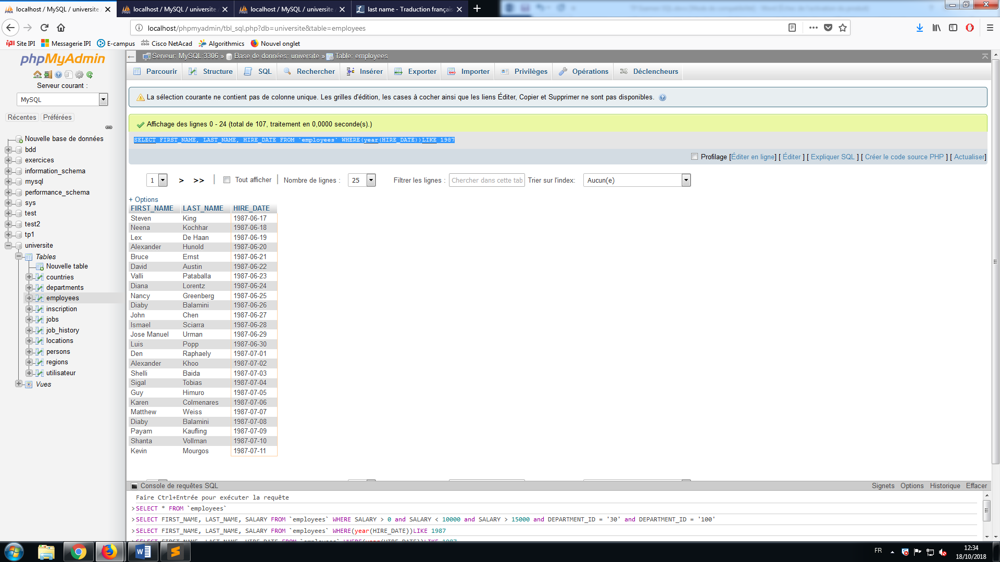 localhost / MySQL / universite
localhost / MySQL / universite
localhost / MySQL / universite
last name - Traduction français
localhost/phpmyadmin/tbl_sql.php?db=universite&table=employees
Site IPI
Messagerie IPI
E-campus
Cisco NetAcad
Algorithmics
Nouvel onglet
phpMyAdmin
Serveur courant :
MySQL
Récentes
Préférées
Nouvelle base de données
bdd
exercices
information_schema
mysql
performance_schema
sys
test
test2
tp1
universite
Tables
Nouvelle table
countries
departments
employees
inscription
jobs
job_history
locations
persons
regions
utilisateur
Vues
Serveur: MySQL:3306 » Base de données: universite » Table: employees
Parcourir Structure SQL Rechercher Insérer Exporter Importer Privilèges Opérations Déclencheurs
La sélection courante ne contient pas de colonne unique. Les grilles d'édition, les cases à cocher ainsi que les liens Éditer, Copier et Supprimer ne sont pas disponibles.
Affichage des lignes 0 - 24 (total de 107, traitement en 0,0000 seconde(s).)
SELECT FIRST_NAME, LAST_NAME, HIRE_DATE FROM `employees` WHERE(year(HIRE_DATE))LIKE 1987
Profilage [Éditer en ligne] [ Éditer ] [ Expliquer SQL ] [ Créer le code source PHP ] [ Actualiser]
1 > >> | Tout afficher | Nombre de lignes : 25 Filtrer les lignes : Chercher dans cette tab Trier sur l'index: Aucun(e)
+ Options
FIRST_NAME LAST_NAME HIRE_DATE
Steven King 1987-06-17
Neena Kochhar 1987-06-18
Lex De Haan 1987-06-19
Alexander Hunold 1987-06-20
Bruce Ernst 1987-06-21
David Austin 1987-06-22
Valli Pataballa 1987-06-23
Diana Lorentz 1987-06-24
Nancy Greenberg 1987-06-25
Diaby Balamini 1987-06-26
John Chen 1987-06-27
Ismael Sciarra 1987-06-28
Jose Manuel Urman 1987-06-29
Luis Popp 1987-06-30
Den Raphaely 1987-07-01
Alexander Khoo 1987-07-02
Shelli Baida 1987-07-03
Sigal Tobias 1987-07-04
Guy Himuro 1987-07-05
Karen Colmenares 1987-07-06
Matthew Weiss 1987-07-07
Diaby Balamini 1987-07-08
Payam Kaufling 1987-07-09
Shanta Vollman 1987-07-10
Kevin Mourgos 1987-07-11
Console de requêtes SQL
Signets Options Historique Effacer
Faire Ctrl+Entrée pour exécuter la requête
>SELECT * FROM `employees`
>SELECT FIRST_NAME, LAST_NAME, SALARY FROM `employees` WHERE SALARY > 0 and SALARY < 10000 and SALARY > 15000 and DEPARTMENT_ID = '30' and DEPARTMENT_ID = '100'
>SELECT FIRST_NAME, LAST_NAME, SALARY FROM `employees` WHERE(year(HIRE_DATE))LIKE 1987
>SELECT FIRST_NAME, LAST_NAME, HIRE_DATE FROM `employees` WHERE(year(HIRE_DATE))LIKE 1987
FR
12:34
18/10/2018